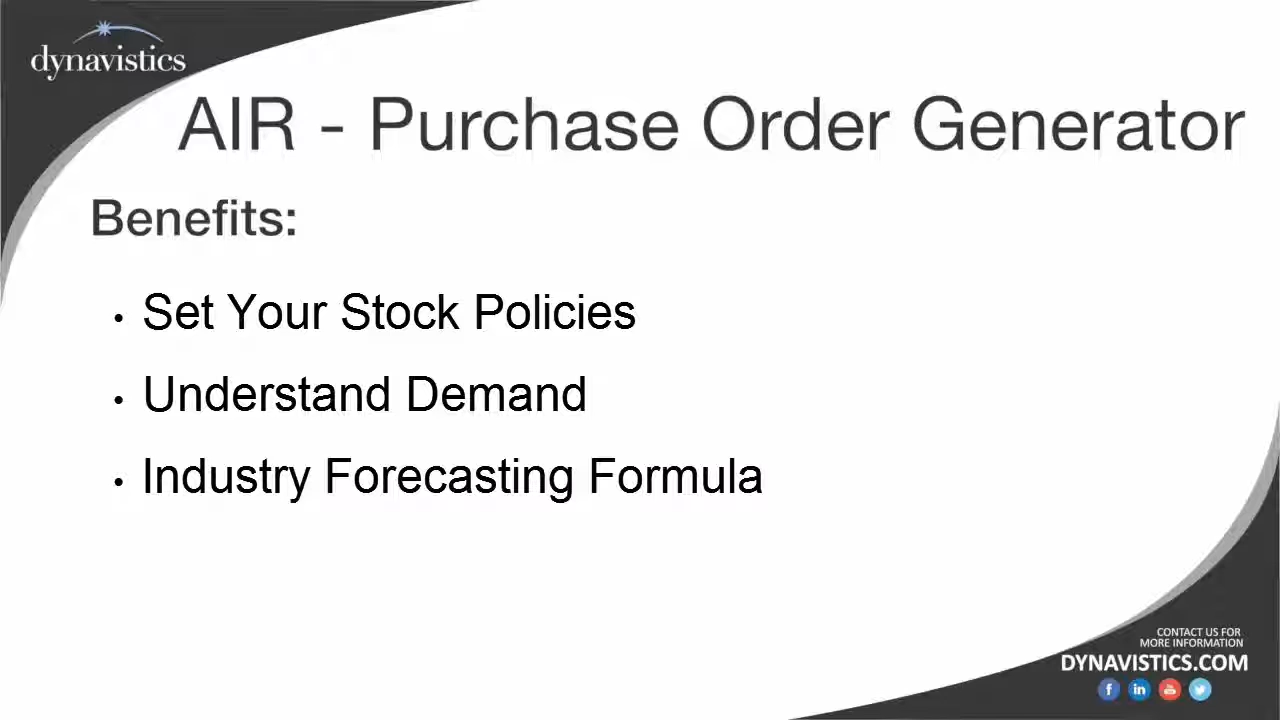 dynavistics
AIR - Purchase Order Generator
Benefits:
• Set Your Stock Policies
• Understand Demand
• Industry Forecasting Formula
CONTACT US FOR
MORE INFORMATION
DYNAVISTICS.COM